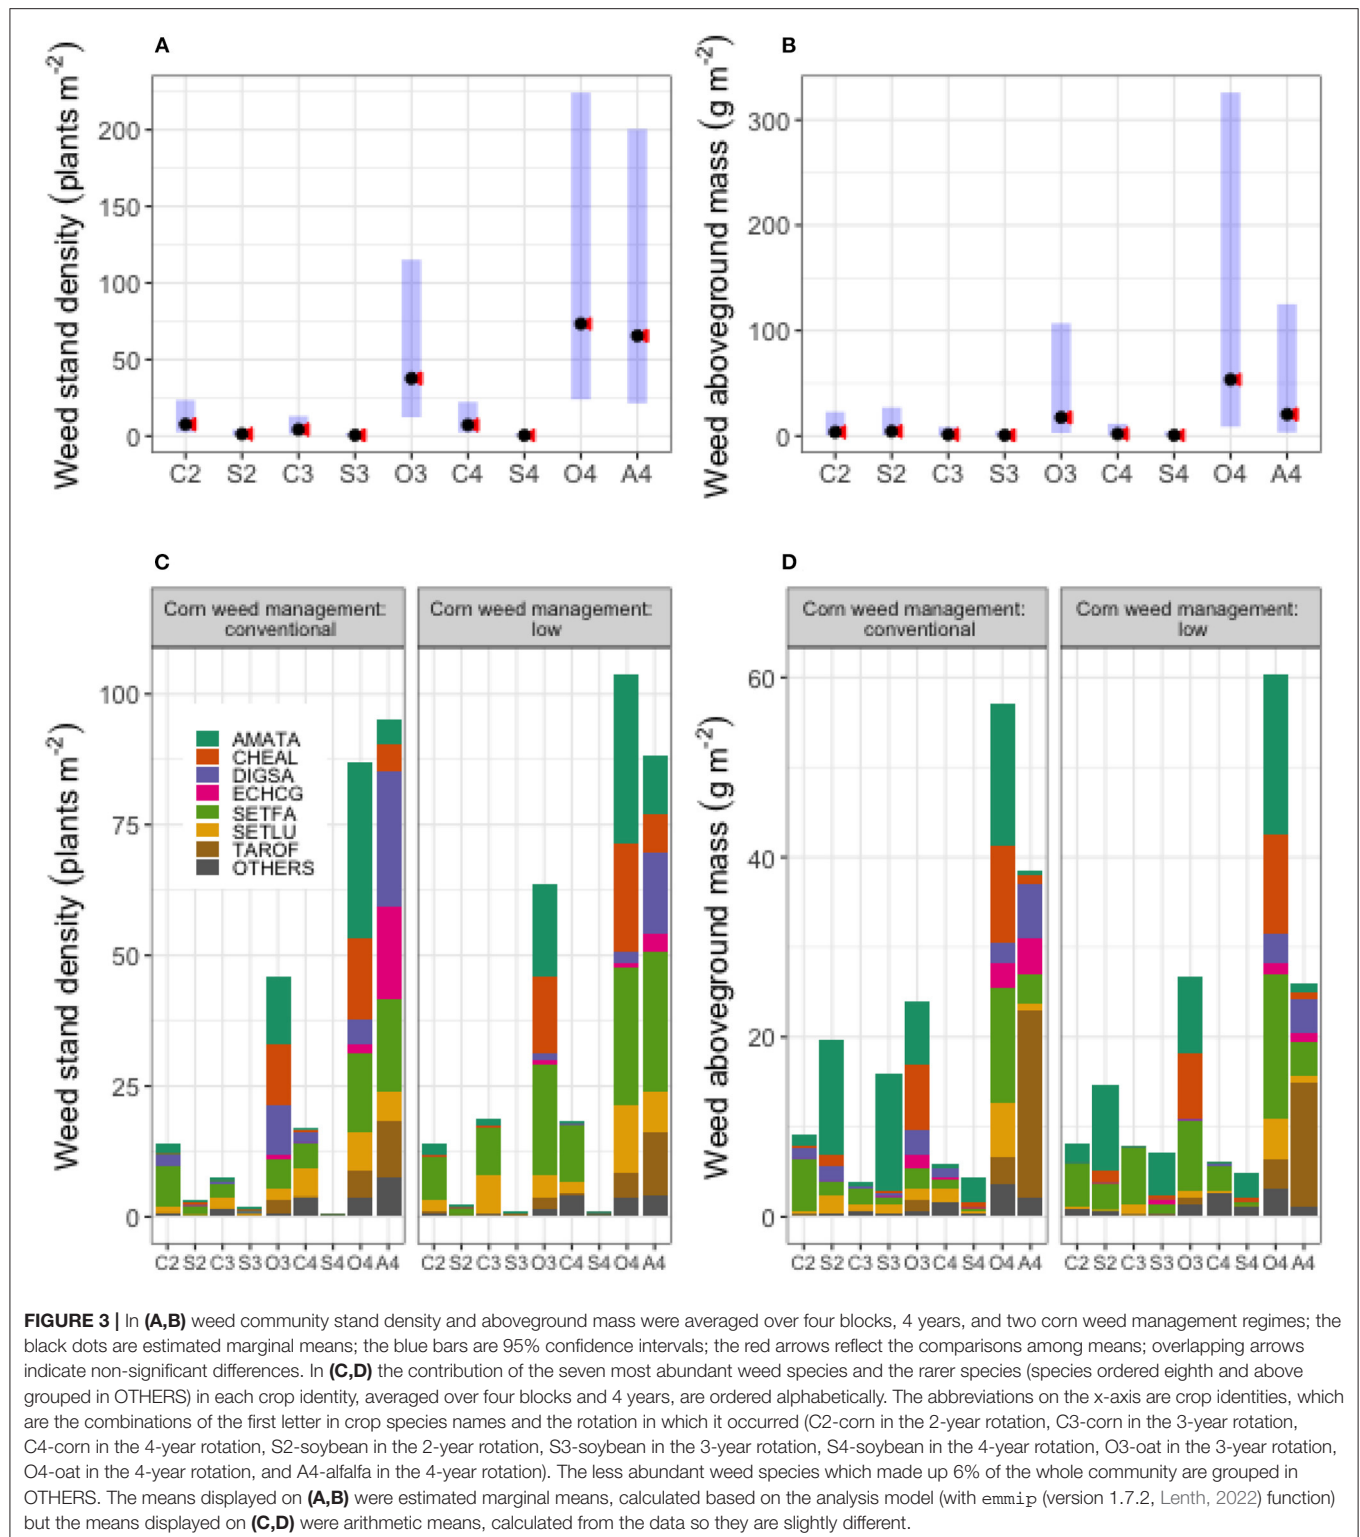 A
Weed stand density (plants m-2)
200
150
100
50
0
C2 S2 C3 S3 O3 C4 S4 O4 A4
B
Weed aboveground mass (g m-2)
300
200
100
0
C2 S2 C3 S3 O3 C4 S4 O4 A4
C
Weed stand density (plants m-2)
Corn weed management:
conventional
Corn weed management:
low
100
75
50
25
0
AMATA
CHEAL
DIGSA
ECHCG
SETFA
SETLU
TAROF
OTHERS
C2 S2 C3 S3 O3 C4 S4 O4 A4
C2 S2 C3 S3 O3 C4 S4 O4 A4
D
Weed aboveground mass (g m-2)
Corn weed management:
conventional
Corn weed management:
low
60
40
20
0
C2 S2 C3 S3 O3 C4 S4 O4 A4
C2 S2 C3 S3 O3 C4 S4 O4 A4
FIGURE 3 | In (A,B) weed community stand density and aboveground mass were averaged over four blocks, 4 years, and two corn weed management regimes; the
black dots are estimated marginal means; the blue bars are 95% confidence intervals; the red arrows reflect the comparisons among means; overlapping arrows
indicate non-significant differences. In (C,D) the contribution of the seven most abundant weed species and the rarer species (species ordered eighth and above
grouped in OTHERS) in each crop identity, averaged over four blocks and 4 years, are ordered alphabetically. The abbreviations on the x-axis are crop identities, which
are the combinations of the first letter in crop species names and the rotation in which it occurred (C2-corn in the 2-year rotation, C3-corn in the 3-year rotation,
C4-corn in the 4-year rotation, S2-soybean in the 2-year rotation, S3-soybean in the 3-year rotation, S4-soybean in the 4-year rotation, O3-oat in the 3-year rotation,
O4-oat in the 4-year rotation, and A4-alfalfa in the 4-year rotation). The less abundant weed species which made up 6% of the whole community are grouped in
OTHERS. The means displayed on (A,B) were estimated marginal means, calculated based on the analysis model (with emmip (version 1.7.2, Lenth, 2022) function)
but the means displayed on (C,D) were arithmetic means, calculated from the data so they are slightly different.